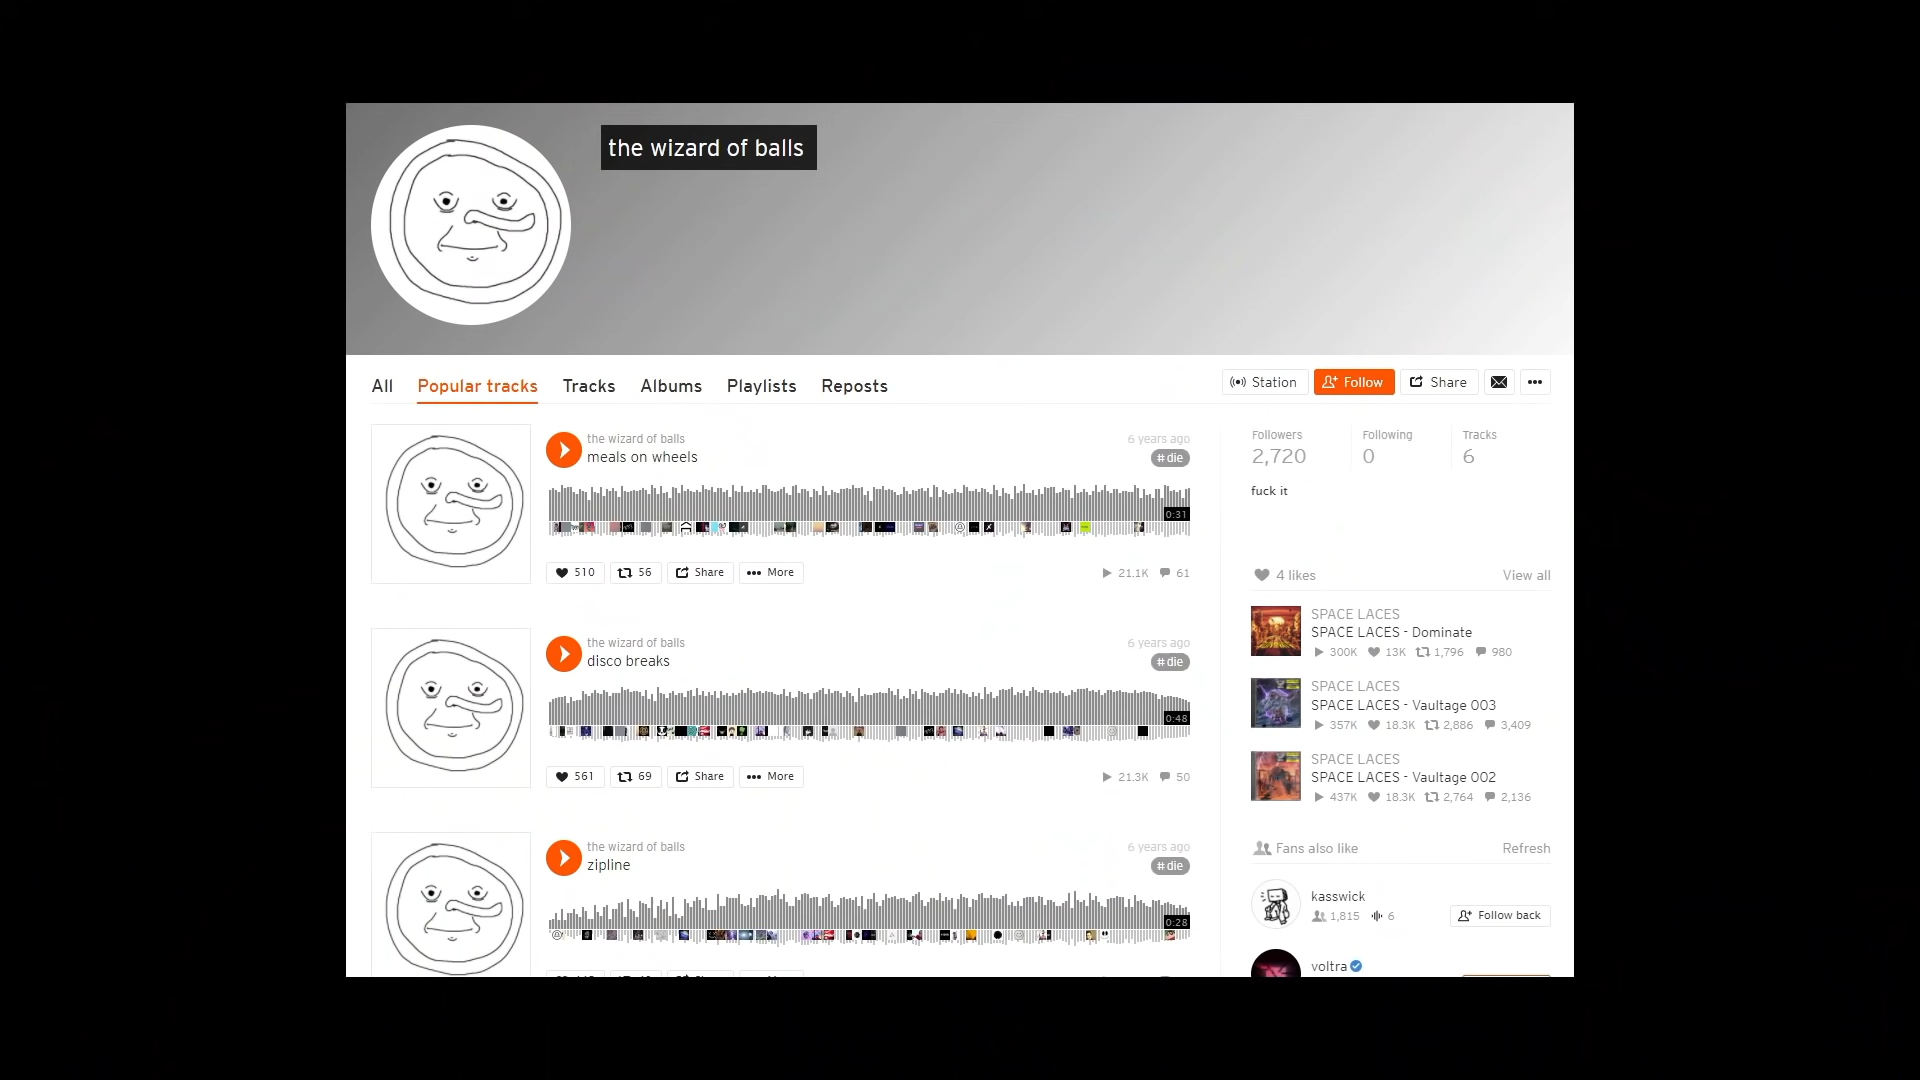 the wizard of balls
All Popular tracks Tracks Albums Playlists Reposts
Station Follow Share
the wizard of balls
meals on wheels
6 years ago
# die
0:31
510 56 Share More
21.1K 61
the wizard of balls
disco breaks
6 years ago
# die
0:48
561 69 Share More
21.3K 50
the wizard of balls
zipline
6 years ago
# die
0:28
Followers Following Tracks
2,720 0 6
fuck it
4 likes View all
SPACE LACES
SPACE LACES - Dominate
300K 13K 1,796 980
SPACE LACES
SPACE LACES - Vaultage 003
357K 18.3K 2,886 3,409
SPACE LACES
SPACE LACES - Vaultage 002
437K 18.3K 2,764 2,136
Fans also like Refresh
kasswick
1,815 6
Follow back
voltra